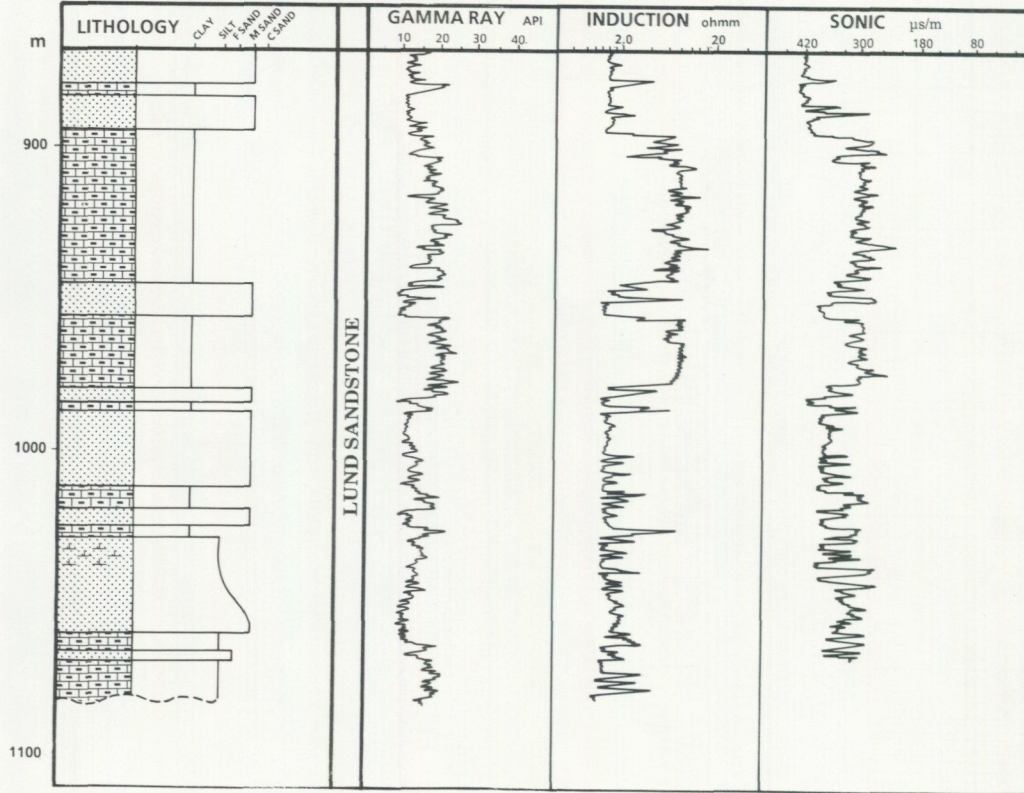 LITHOLOGY CLAY SILT F SAND M SAND C SAND GAMMA RAY API INDUCTION ohmm SONIC µs/m
m 10 20 30 40 2.0 20 420 300 180 80
900
LUND SANDSTONE
1000
1100